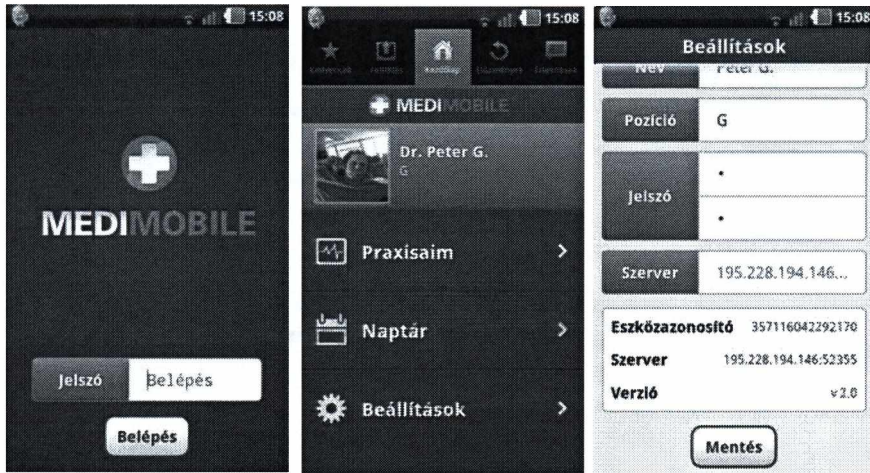 15:08
MEDIMOBILE
Jelszó Belépés
Belépés
15:08
Kezdőlap
MEDIMOBILE
Dr. Peter G.
G
Praxisaim
Naptár
Beállítások
15:08
Beállítások
Név Peter G.
Pozíció G
Jelszó
Szerver 195.228.194.146...
Eszközazonosító 357116042292170
Szerver 195.228.194.146:52355
Verzió v2.0
Mentés